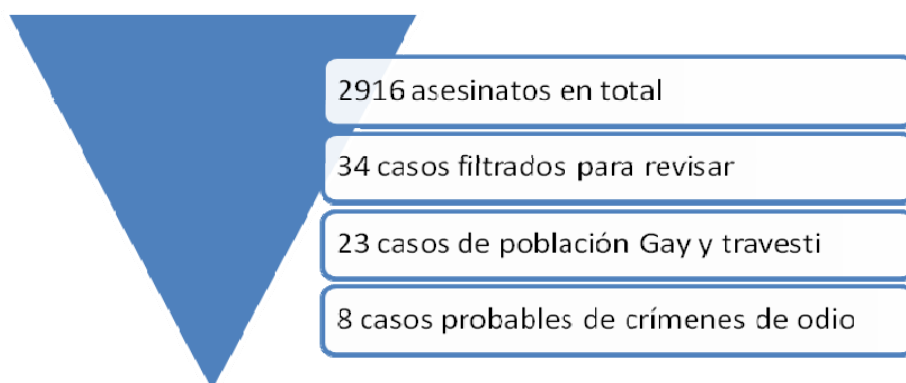 2916 asesinatos en total
34 casos filtrados para revisar
23 casos de población Gay y travesti
8 casos probables de crímenes de odio